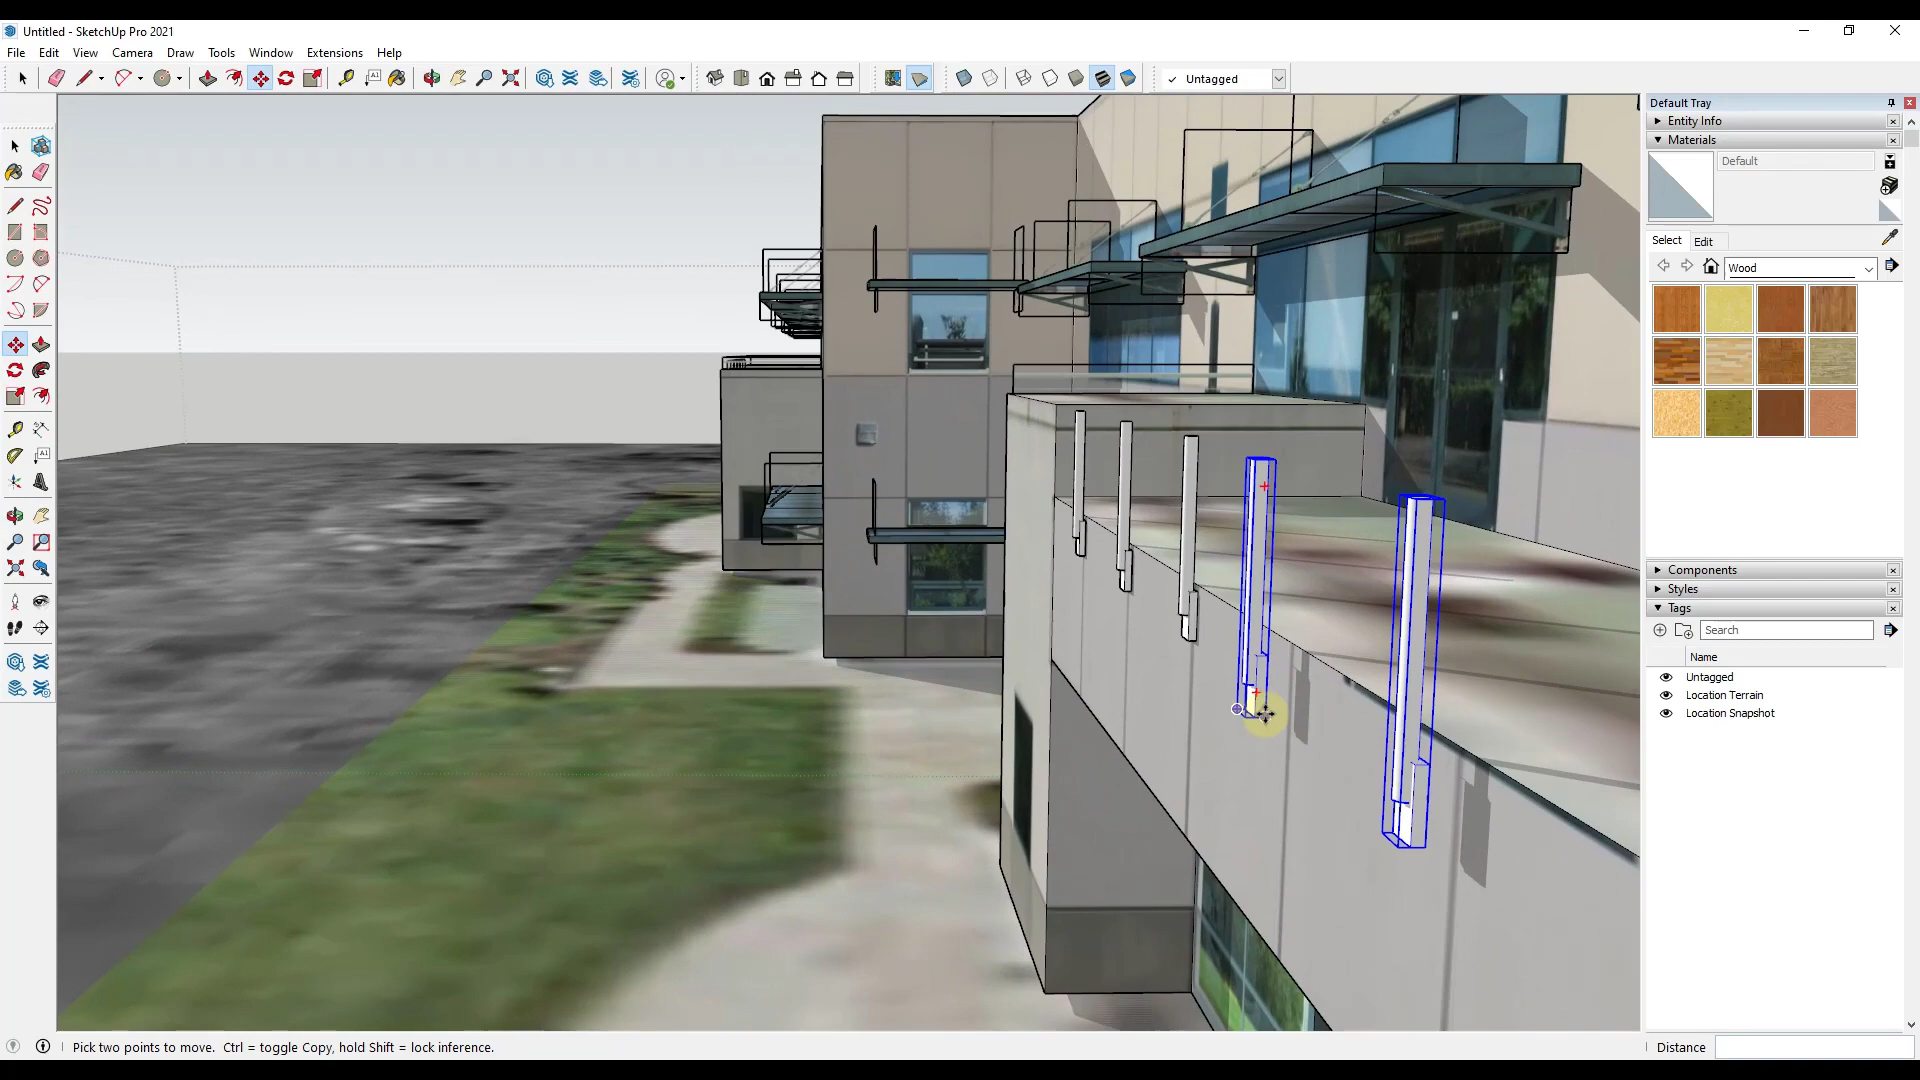 Untitled - SketchUp Pro 2021
File Edit View Camera Draw Tools Window Extensions Help
A1
Untagged
Default Tray
Entity Info
Materials
Default
Select Edit
Wood
A1
Components
Styles
Tags
Search
Name
Untagged
Location Terrain
Location Snapshot
Pick two points to move. Ctrl = toggle Copy, hold Shift = lock inference.
Distance